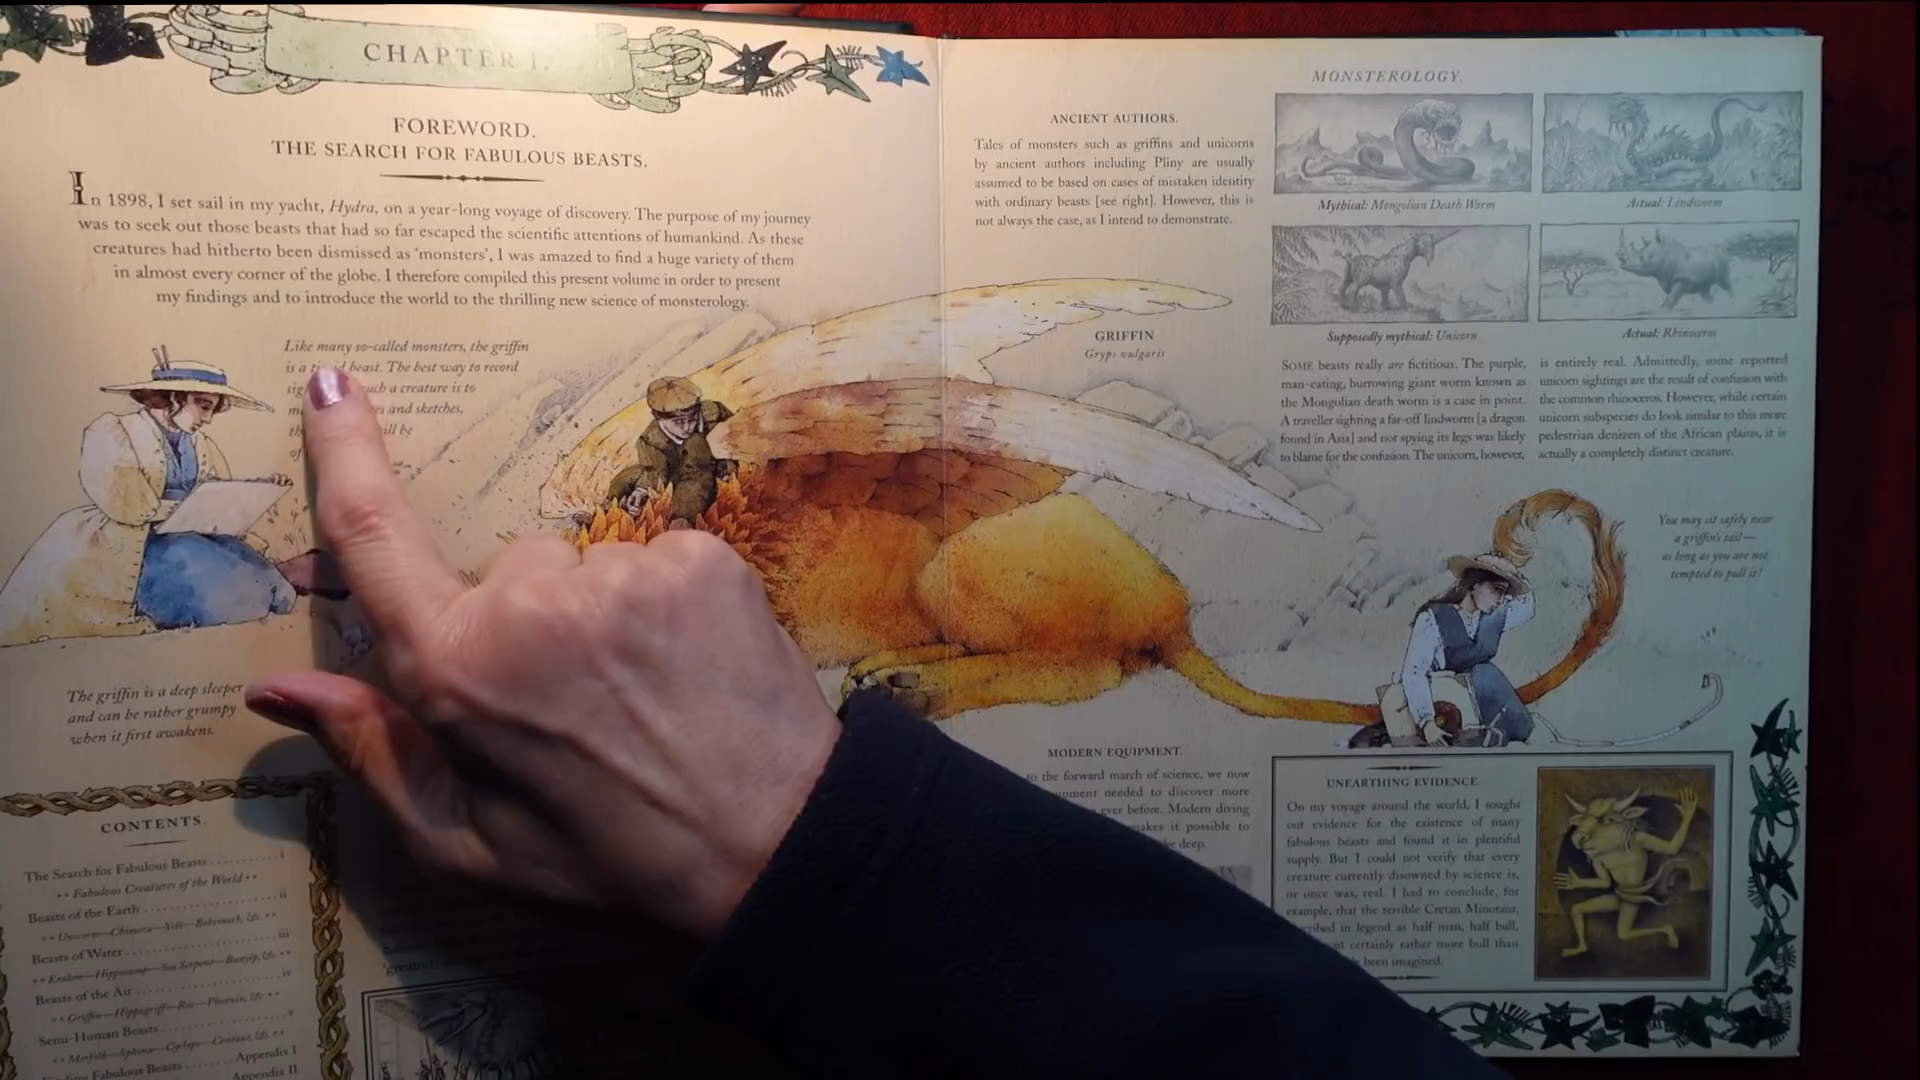 CHAPTER I.
FOREWORD.
THE SEARCH FOR FABULOUS BEASTS.
In 1898, I set sail in my yacht, Hydra, on a year-long voyage of discovery. The purpose of my journey
was to seek out those beasts that had so far escaped the scientific attentions of humankind. As these
creatures had hitherto been dismissed as 'monsters', I was amazed to find a huge variety of them
in almost every corner of the globe. I therefore compiled this present volume in order to present
my findings and to introduce the world to the thrilling new science of monsterology.
Like many so-called monsters, the griffin
is a beast. The best way to record
such a creature is to
and sketches,
will be
of
The griffin is a deep sleeper
and can be rather grumpy
when it first awakens.
CONTENTS.
The Search for Fabulous Beasts i
Fabulous Creatures of the World
Beasts of the Earth ii
Unicorn—Chimera—Yeti—Behemoth, &c.
Beasts of Water iii
Kraken—Hippocamp—Sea Serpent—Bunyip, &c.
Beasts of the Air iv
Griffin—Hippogriff—Roc—Phoenix, &c
Semi-Human Beasts v
Merfolk—Sphinx—Cyclops—Centaur, &c.
Fabulous Beasts Appendix I
Appendix II
MONSTEROLOGY.
ANCIENT AUTHORS.
Tales of monsters such as griffins and unicorns
by ancient authors including Pliny are usually
assumed to be based on cases of mistaken identity
with ordinary beasts [see right]. However, this is
not always the case, as I intend to demonstrate.
GRIFFIN
Gryps vulgaris
Mythical: Mongolian Death Worm
Actual: Lindworm
Supposedly mythical: Unicorn
Actual: Rhinoceros
SOME beasts really are fictitious. The purple,
man-eating, burrowing giant worm known as
the Mongolian death worm is a case in point.
A traveller sighting a far-off lindworm [a dragon
found in Asia] and not spying its legs was likely
to blame for the confusion. The unicorn, however,
is entirely real. Admittedly, some reported
unicorn sightings are the result of confusion with
the common rhinoceros. However, while certain
unicorn subspecies do look similar to this more
pedestrian denizen of the African plains, it is
actually a completely distinct creature.
You may sit safely near
a griffin's tail—
as long as you are not
tempted to pull it!
MODERN EQUIPMENT.
to the forward march of science, we now
needed to discover more
ever before. Modern diving
makes it possible to
deep.
UNEARTHING EVIDENCE.
On my voyage around the world, I sought
out evidence for the existence of many
fabulous beasts and found it in plentiful
supply. But I could not verify that every
creature currently disowned by science is,
or once was, real. I had to conclude, for
example, that the terrible Cretan Minotaur,
in legend as half man, half bull,
certainly rather more bull than
been imagined.